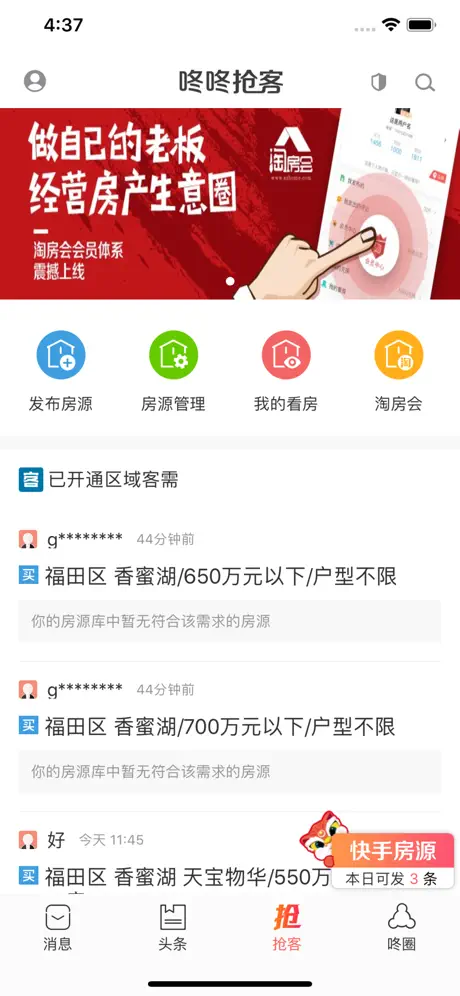 4:37
咚咚抢客
做自己的老板
经营房产生意圈
淘房会
淘房会会员体系
震撼上线
会员中心
发布房源
房源管理
我的看房
淘房会
客 已开通区域客需
g******** 44分钟前
买 福田区 香蜜湖/650万元以下/户型不限
你的房源库中暂无符合该需求的房源
g******** 44分钟前
买 福田区 香蜜湖/700万元以下/户型不限
你的房源库中暂无符合该需求的房源
好 今天 11:45
买 福田区 香蜜湖 天宝物华/550万
快手房源
本日可发 3 条
消息
头条
抢
抢客
咚圈